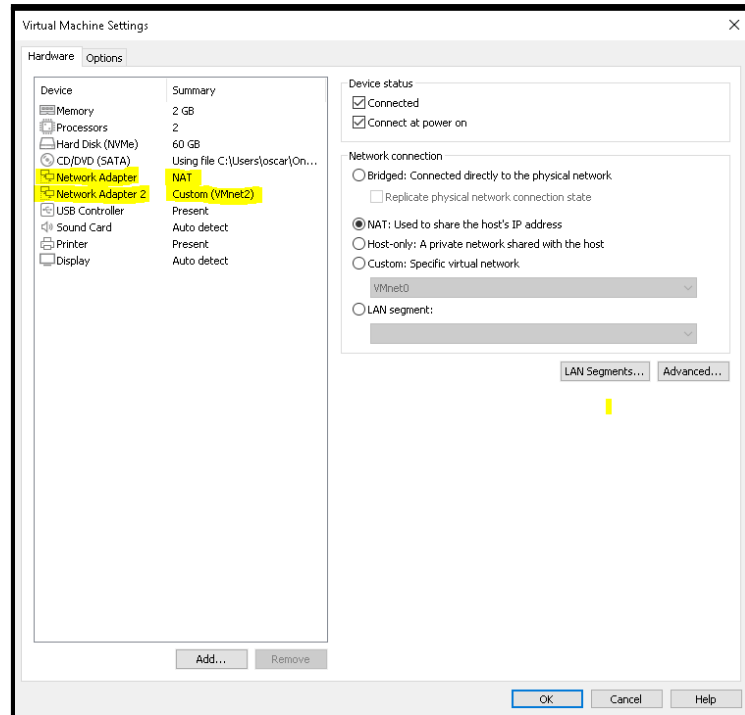 Virtual Machine Settings
Hardware Options
Device Summary
Memory 2 GB
Processors 2
Hard Disk (NVMe) 60 GB
CD/DVD (SATA) Using file C:\Users\oscar\On...
Network Adapter NAT
Network Adapter 2 Custom (VMnet2)
USB Controller Present
Sound Card Auto detect
Printer Present
Display Auto detect
Add... Remove
Device status
Connected
Connect at power on
Network connection
Bridged: Connected directly to the physical network
Replicate physical network connection state
NAT: Used to share the host's IP address
Host-only: A private network shared with the host
Custom: Specific virtual network
VMnet0
LAN segment:
LAN Segments... Advanced...
OK Cancel Help